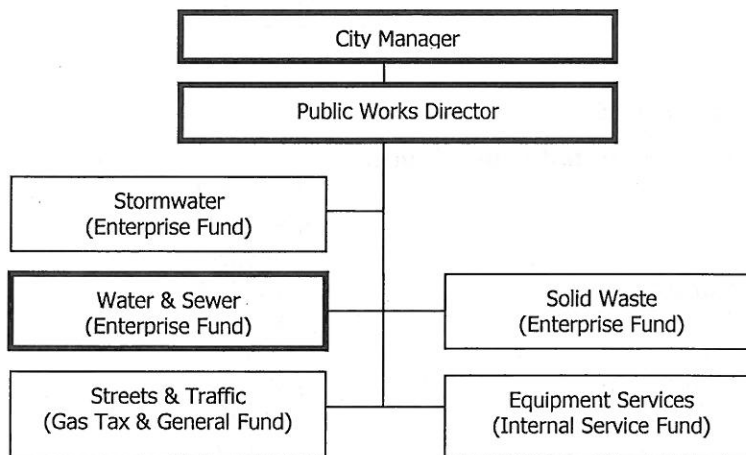 City Manager
Public Works Director
Stormwater
(Enterprise Fund)
Water & Sewer
(Enterprise Fund)
Solid Waste
(Enterprise Fund)
Streets & Traffic
(Gas Tax & General Fund)
Equipment Services
(Internal Service Fund)